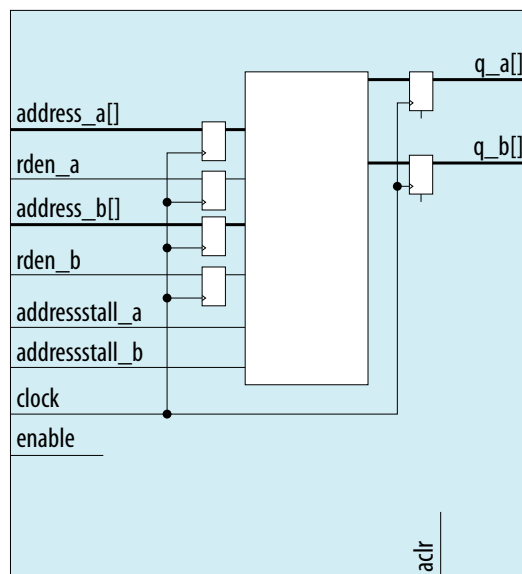 q_a[]
address_a[]
rden_a
q_b[]
address_b[]
rden_b
addressstall_a
addressstall_b
clock
enable
aclr